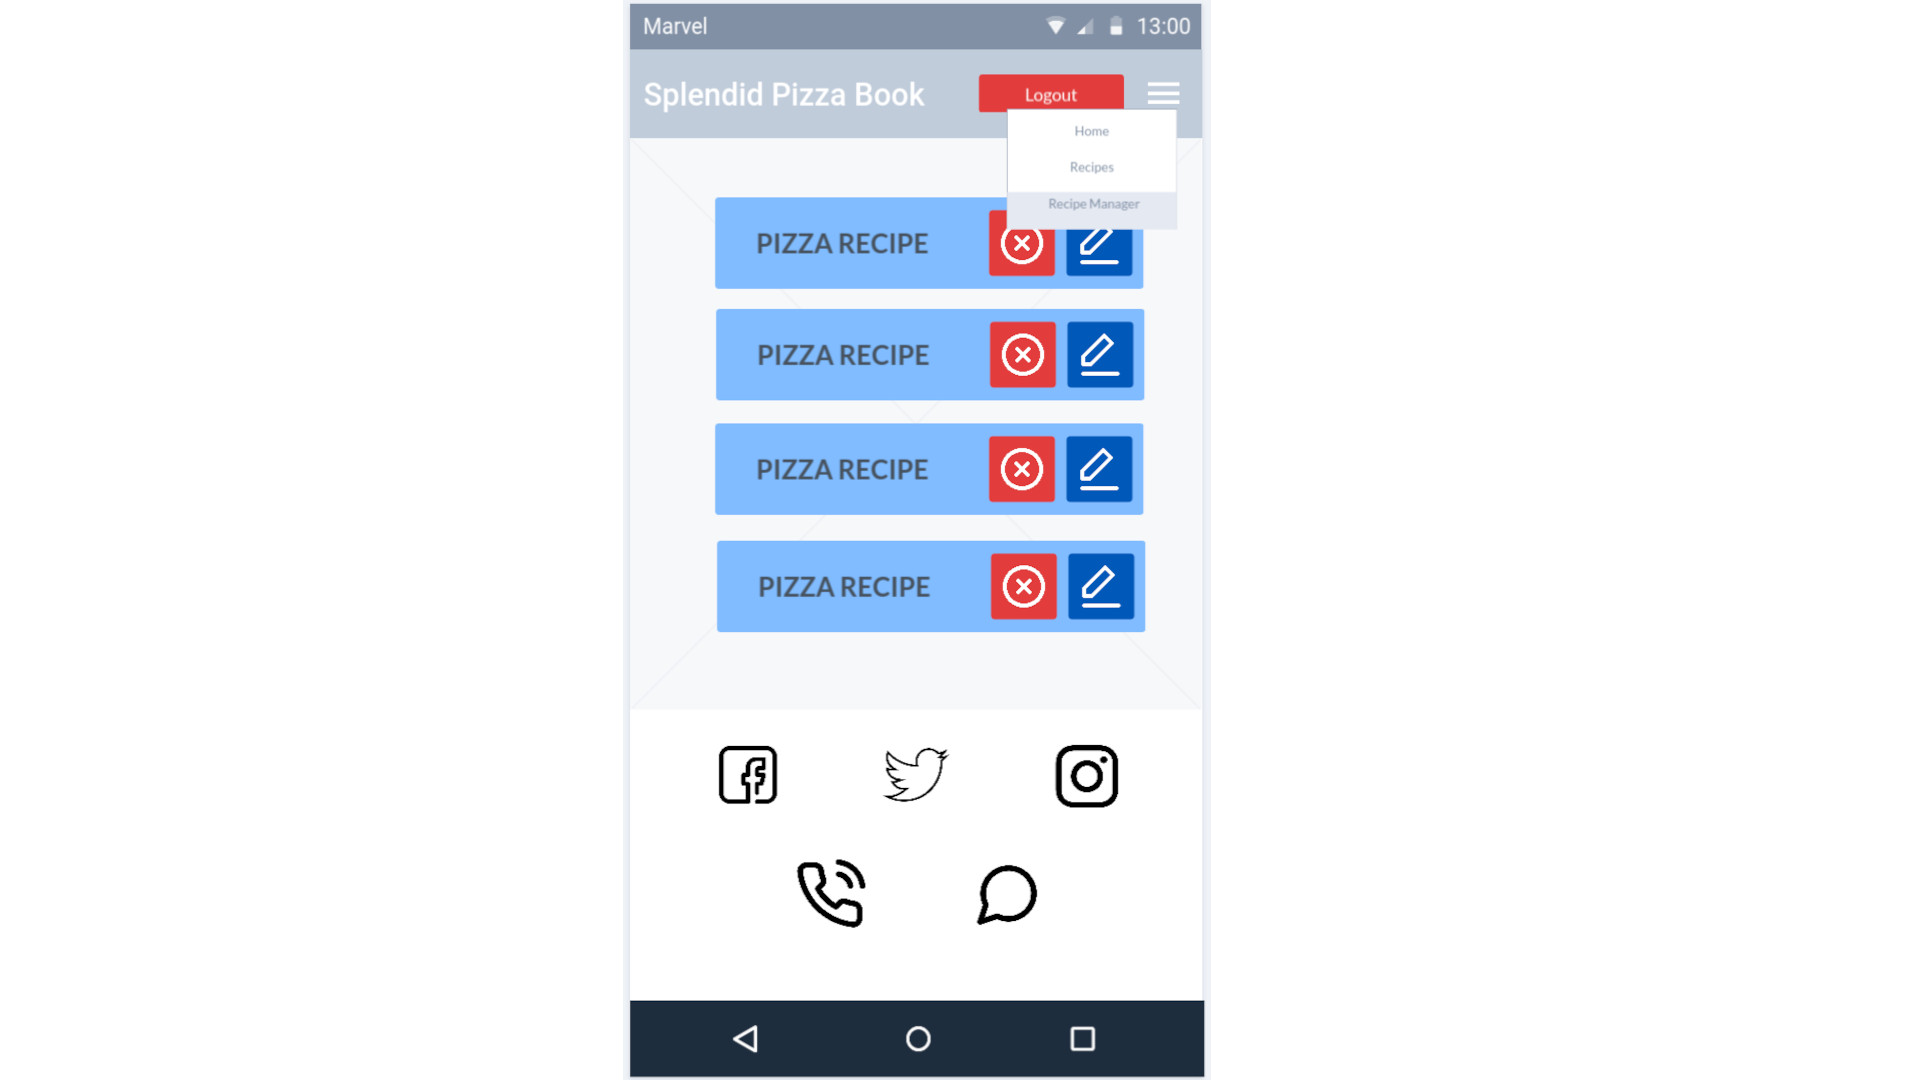 Marvel 13:00
Splendid Pizza Book Logout
Home
Recipes
Recipe Manager
PIZZA RECIPE
PIZZA RECIPE
PIZZA RECIPE
PIZZA RECIPE